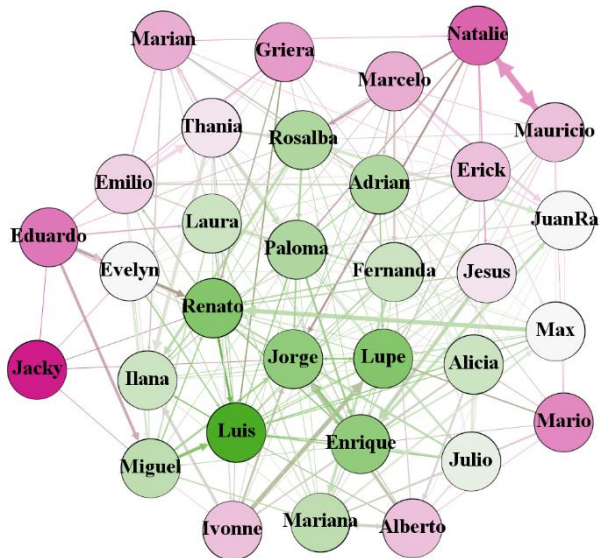 Marian
Griera
Natalie
Marcelo
Thania
Rosalba
Mauricio
Emilio
Adrian
Erick
Laura
JuanRa
Eduardo
Paloma
Evelyn
Fernanda
Jesus
Renato
Max
Jorge
Lupe
Alicia
Jacky
Ilana
Luis
Enrique
Mario
Miguel
Julio
Ivonne
Mariana
Alberto